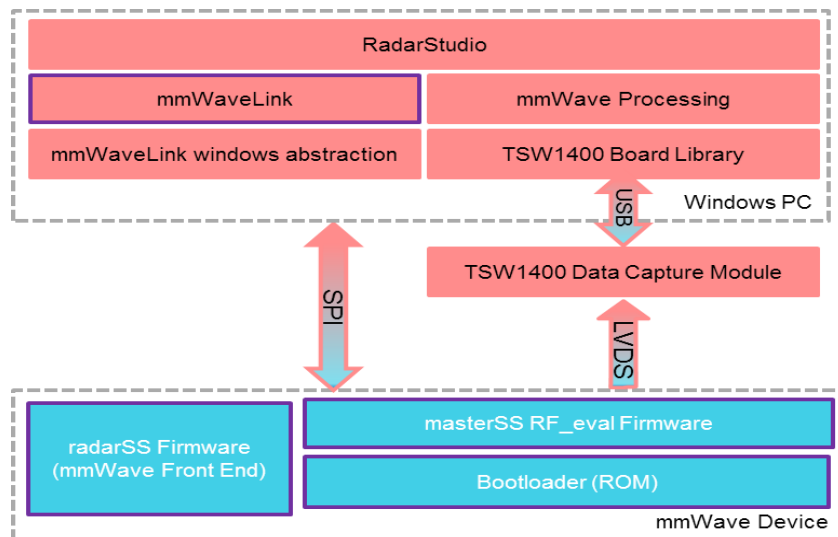 RadarStudio
mmWaveLink
mmWave Processing
mmWaveLink windows abstraction
TSW1400 Board Library
USB
Windows PC
TSW1400 Data Capture Module
SPI
LVDS
radarSS Firmware
(mmWave Front End)
masterSS RF_eval Firmware
Bootloader (ROM)
mmWave Device